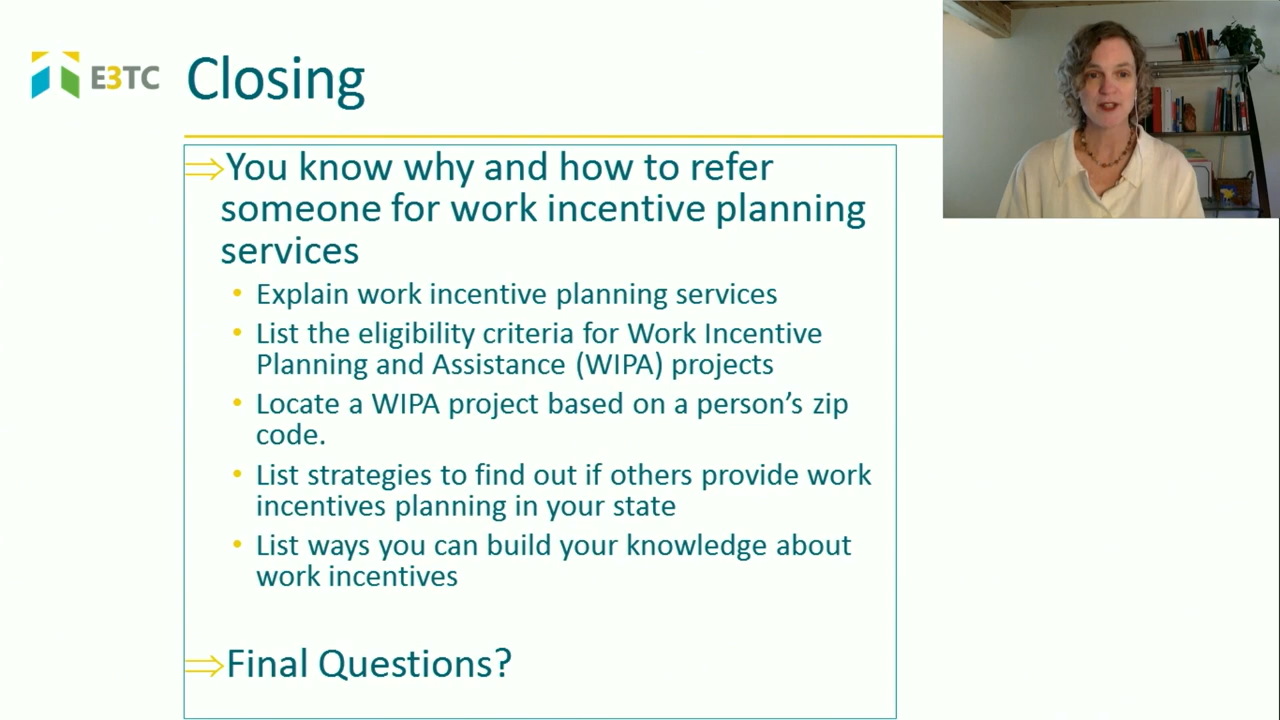 E3TC
Closing
⇒You know why and how to refer
someone for work incentive planning
services
• Explain work incentive planning services
• List the eligibility criteria for Work Incentive
Planning and Assistance (WIPA) projects
• Locate a WIPA project based on a person’s zip
code.
• List strategies to find out if others provide work
incentives planning in your state
• List ways you can build your knowledge about
work incentives
⇒Final Questions?